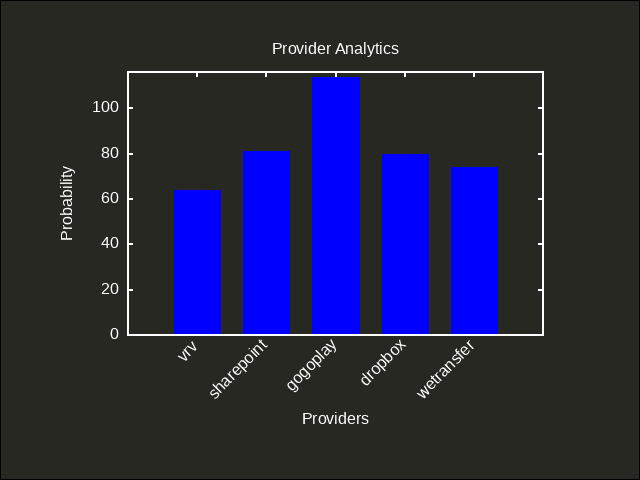 Provider Analytics
Probability
100
80
60
40
20
0
vrv
sharepoint
gogoplay
dropbox
wetransfer
Providers